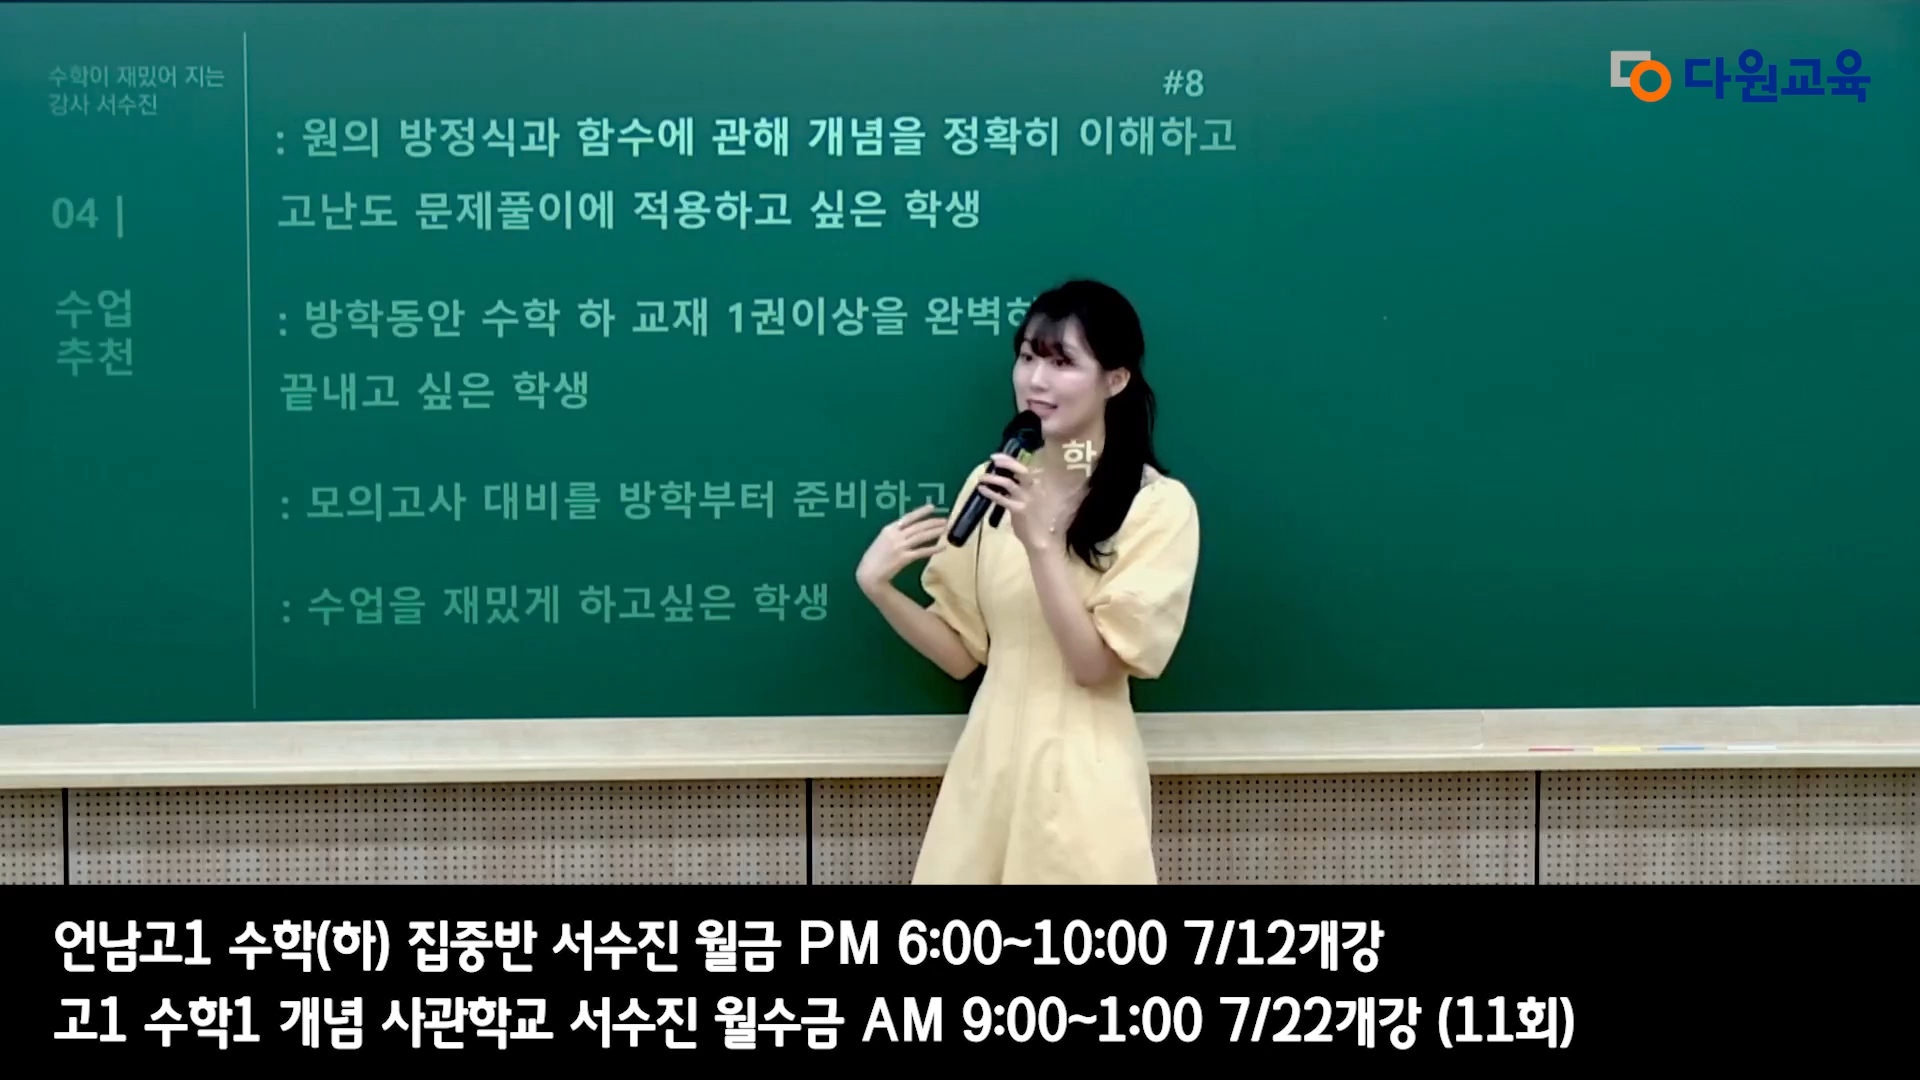 수학이 재밌어 지는
강사 서수진
04 |
수업
추천
#8
: 원의 방정식과 함수에 관해 개념을 정확히 이해하고
고난도 문제풀이에 적용하고 싶은 학생
: 방학동안 수학 하 교재 1권이상을
끝내고 싶은 학생
: 모의고사 대비를 방학부터 준비하고
학
: 수업을 재밌게 하고싶은 학생
다원교육
언남고1 수학(하) 집중반 서수진 월금 PM 6:00~10:00 7/12개강
고1 수학1 개념 사관학교 서수진 월수금 AM 9:00~1:00 7/22개강 (11회)